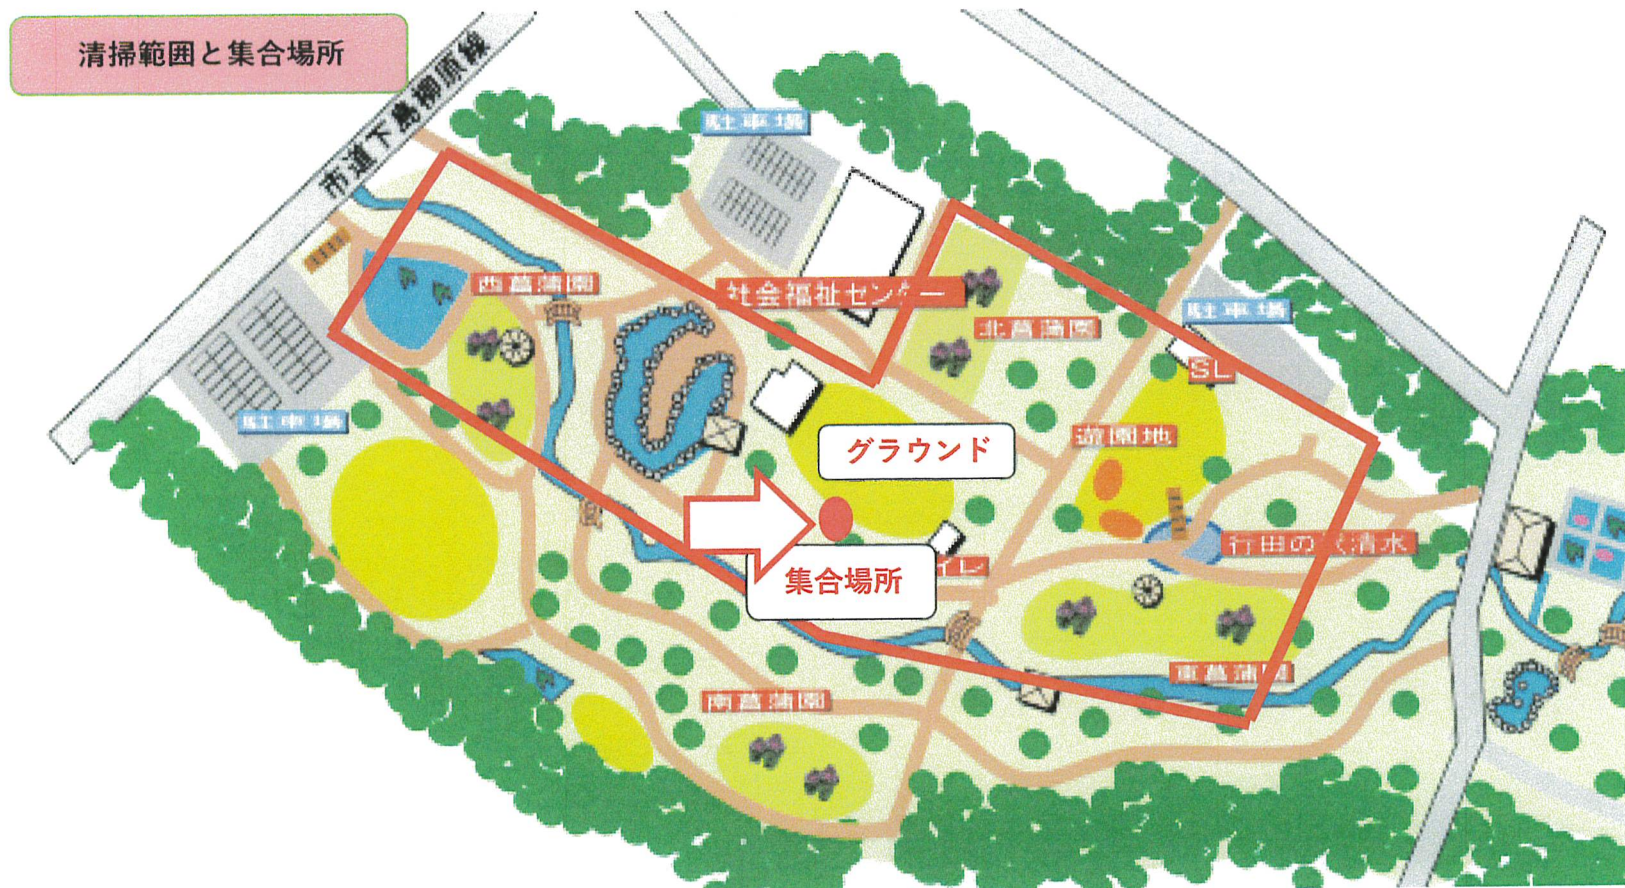 清掃範囲と集合場所
市道下島柳原線
駐車場
西菖蒲園
社会福祉センター
北菖蒲園
駐車場
SL
駐車場
グラウンド
遊園地
行田の
清水
集合場所
イレ
東菖蒲園
南菖蒲園